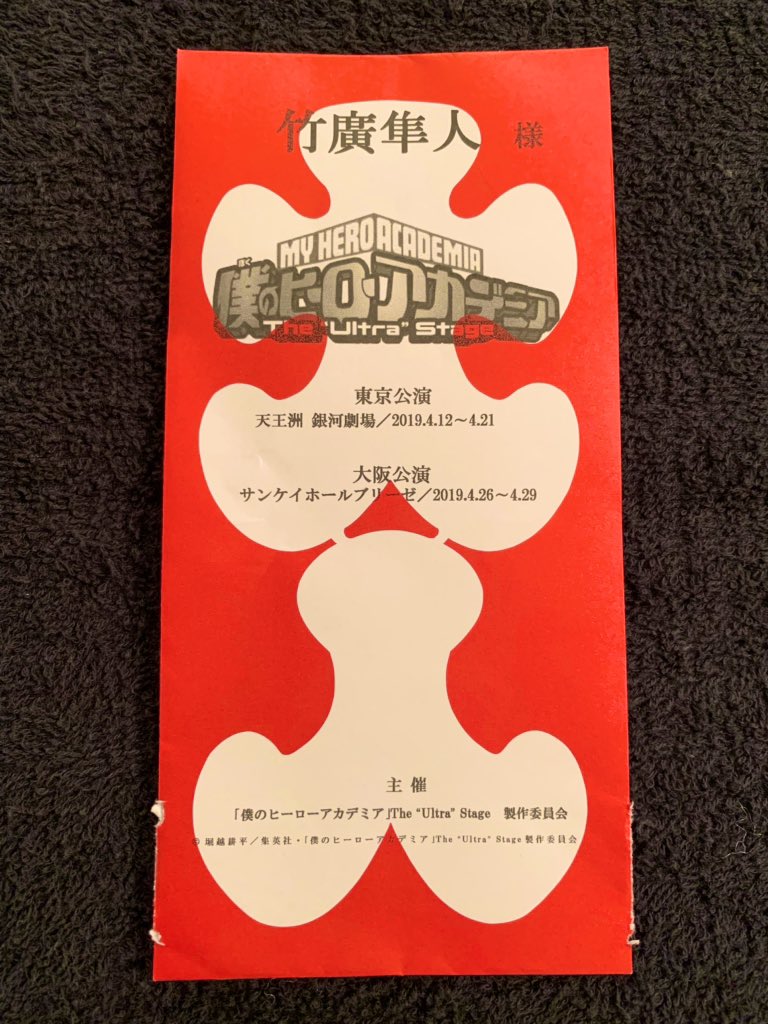 竹廣隼人 様
MY HERO ACADEMIA
ぼく
僕のヒーローアカデミア
The "Ultra" Stage
東京公演
天王洲 銀河劇場／2019.4.12～4.21
大阪公演
サンケイホールブリーゼ／2019.4.26～4.29
主 催
「僕のヒーローアカデミア」The “Ultra” Stage 製作委員会
© 堀越耕平／集英社・「僕のヒーローアカデミア」The “Ultra” Stage 製作委員会